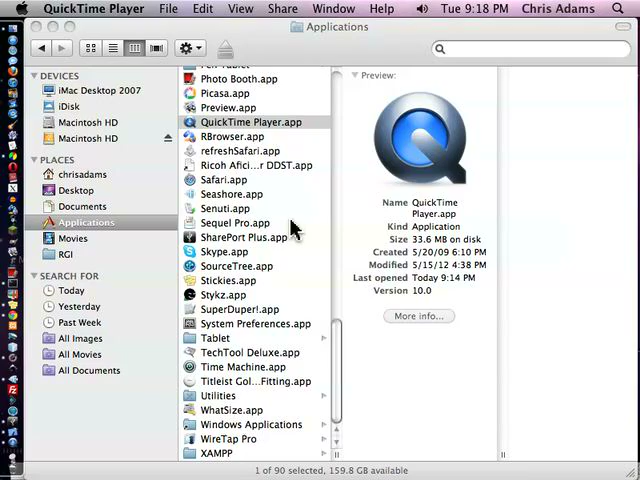 QuickTime Player File Edit View Share Window Help Tue 9:18 PM Chris Adams
Applications
DEVICES
iMac Desktop 2007
iDisk
Macintosh HD
Macintosh HD
PLACES
chrisadams
Desktop
Documents
Applications
Movies
RGI
SEARCH FOR
Today
Yesterday
Past Week
All Images
All Movies
All Documents
Photo Booth.app
Picasa.app
Preview.app
QuickTime Player.app
RBrowser.app
refreshSafari.app
Ricoh Afici...r DDST.app
Safari.app
Seashore.app
Senuti.app
Sequel Pro.app
SharePort Plus.app
Skype.app
SourceTree.app
Stickies.app
Stykz.app
SuperDuper!.app
System Preferences.app
Tablet
TechTool Deluxe.app
Time Machine.app
Titleist Gol...Fitting.app
Utilities
WhatSize.app
Windows Applications
WireTap Pro
XAMPP
Preview:
Name QuickTime
Player.app
Kind Application
Size 33.6 MB on disk
Created 5/20/09 6:10 PM
Modified 5/15/12 4:38 PM
Last opened Today 9:14 PM
Version 10.0
More info...
1 of 90 selected, 159.8 GB available